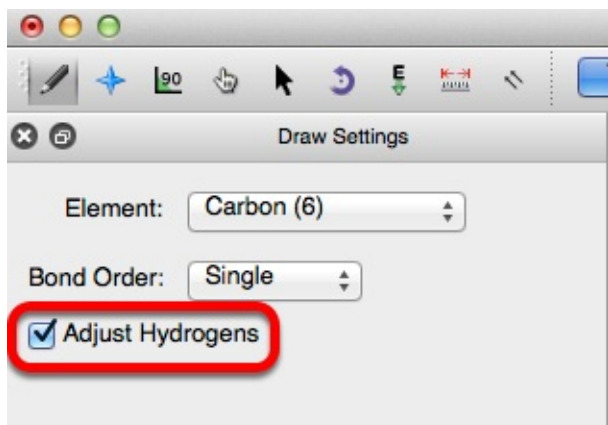 90
E
Draw Settings
Element: Carbon (6)
Bond Order: Single
Adjust Hydrogens